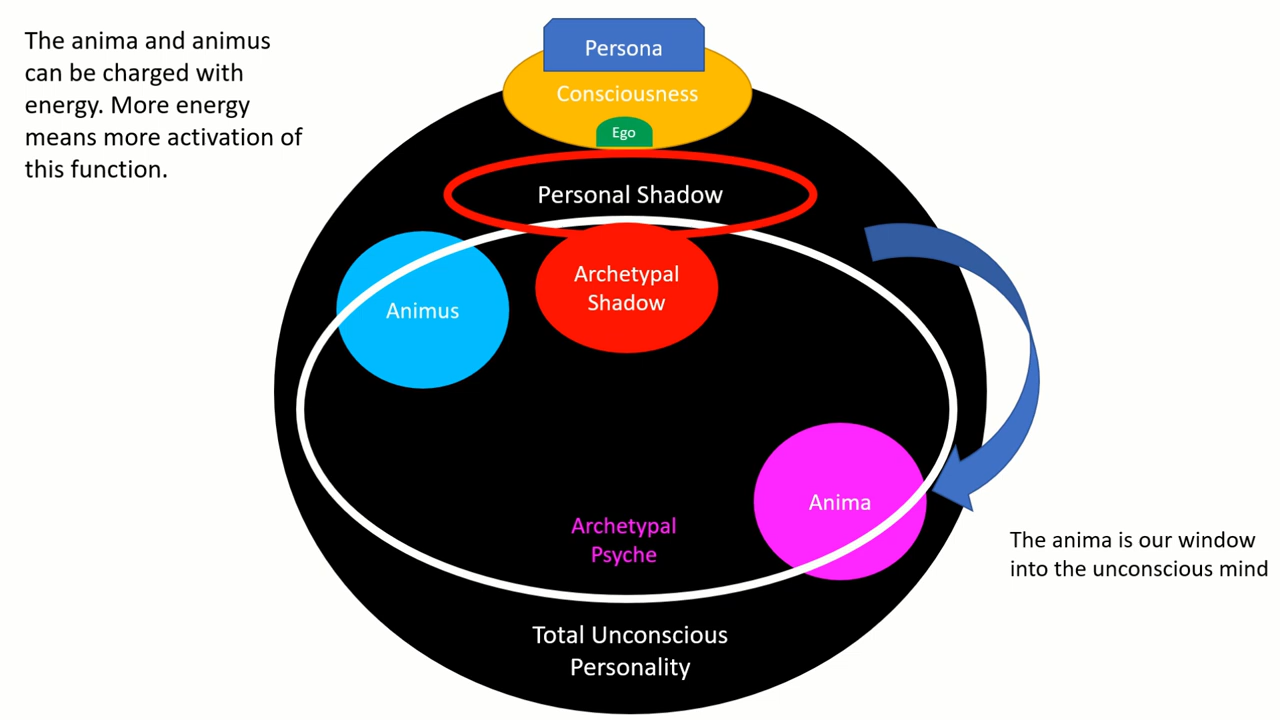 The anima and animus
can be charged with
energy. More energy
means more activation of
this function.
Persona
Consciousness
Ego
Personal Shadow
Archetypal
Shadow
Animus
Anima
Archetypal
Psyche
The anima is our window
into the unconscious mind
Total Unconscious
Personality